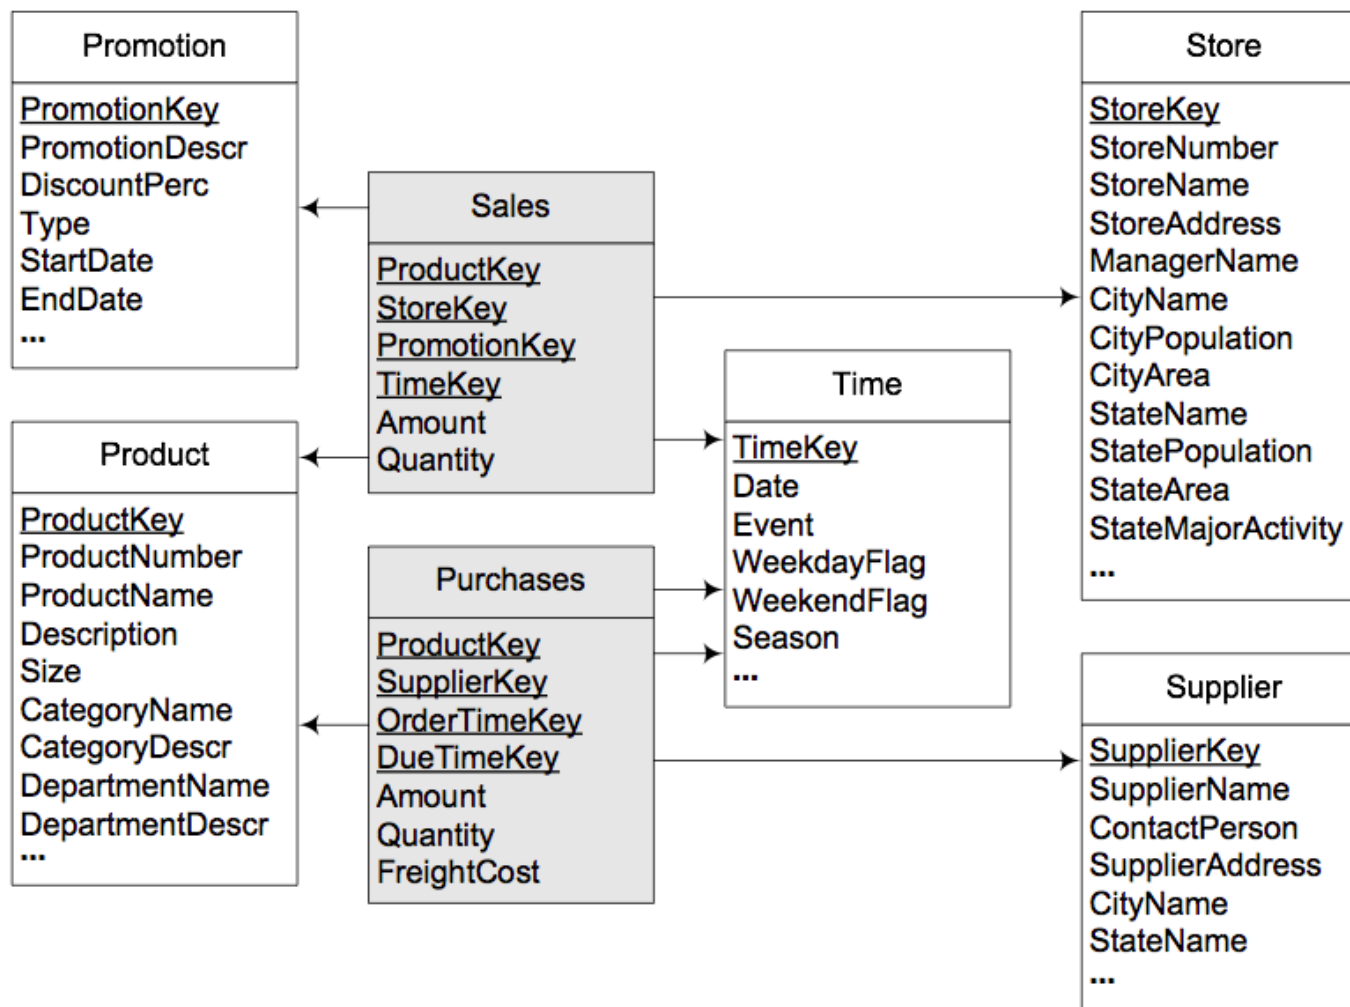 Promotion
PromotionKey
PromotionDescr
DiscountPerc
Type
StartDate
EndDate
...
Product
ProductKey
ProductNumber
ProductName
Description
Size
CategoryName
CategoryDescr
DepartmentName
DepartmentDescr
...
Sales
ProductKey
StoreKey
PromotionKey
TimeKey
Amount
Quantity
Purchases
ProductKey
SupplierKey
OrderTimeKey
DueTimeKey
Amount
Quantity
FreightCost
Time
TimeKey
Date
Event
WeekdayFlag
WeekendFlag
Season
...
Store
StoreKey
StoreNumber
StoreName
StoreAddress
ManagerName
CityName
CityPopulation
CityArea
StateName
StatePopulation
StateArea
StateMajorActivity
...
Supplier
SupplierKey
SupplierName
ContactPerson
SupplierAddress
CityName
StateName
...